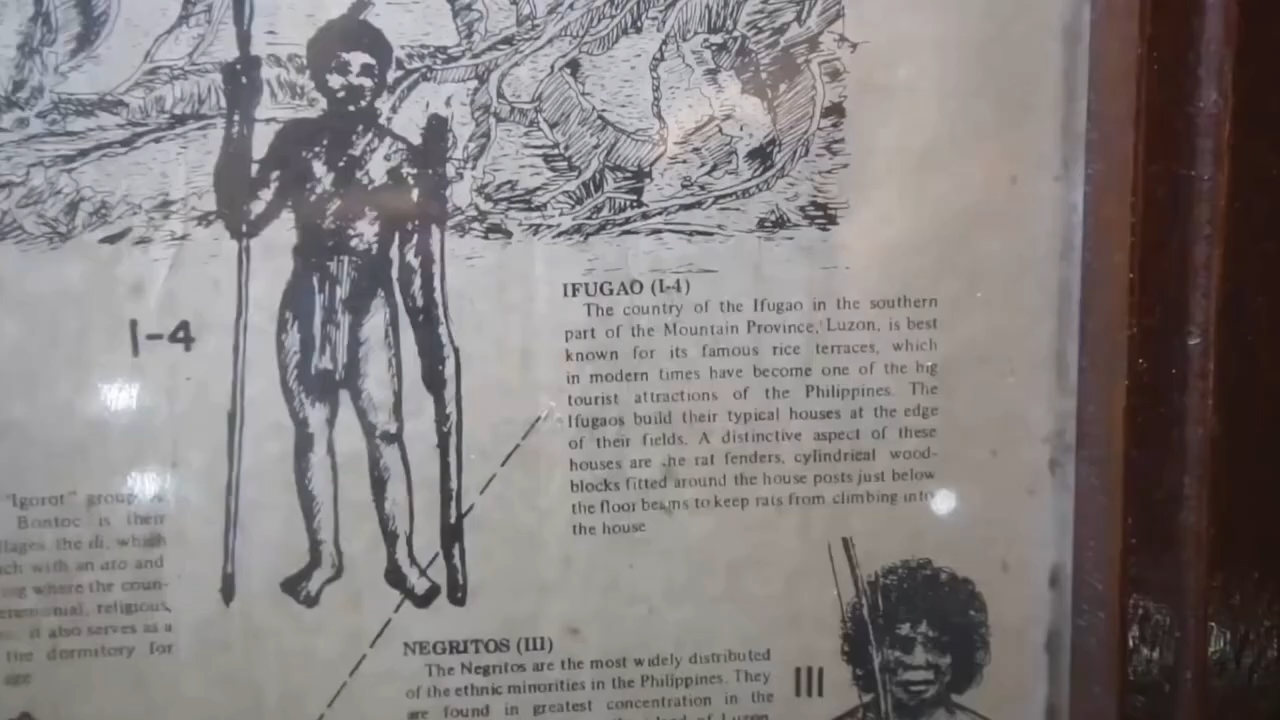 I-4
IFUGAO (I-4)
The country of the Ifugao in the southern
part of the Mountain Province, Luzon, is best
known for its famous rice terraces, which
in modern times have become one of the big
tourist attractions of the Philippines. The
Ifugaos build their typical houses at the edge
of their fields. A distinctive aspect of these
houses are the rat fenders, cylindrical wood-
blocks fitted around the house posts just below
the floor beams to keep rats from climbing into
the house
"Igorot" group
Bontoc is their
the ili, which
with an ato and
where the coun-
religious,
it also serves as a
the dormitory for
age
NEGRITOS (III)
The Negritos are the most widely distributed
of the ethnic minorities in the Philippines. They
are found in greatest concentration in the
of Luzon
III